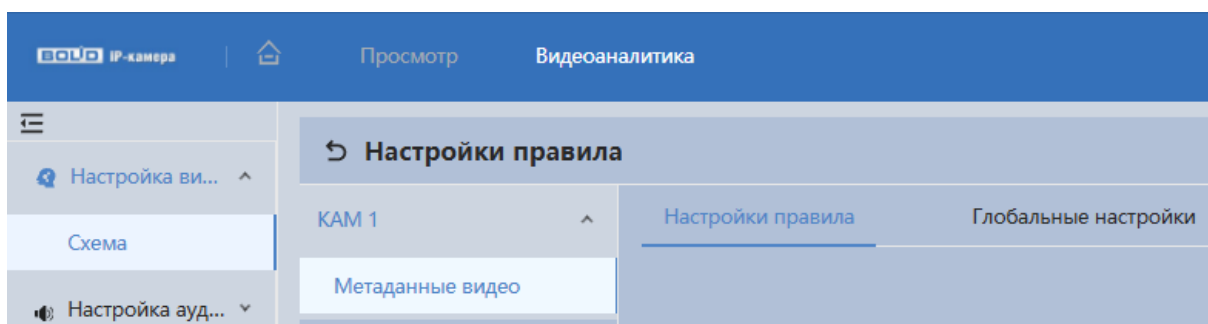 BOLID IP-камера Просмотр Видеоаналитика
Настройки правила
Настройка ви...
КАМ 1 Настройки правила Глобальные настройки
Схема
Метаданные видео
Настройка ауд...